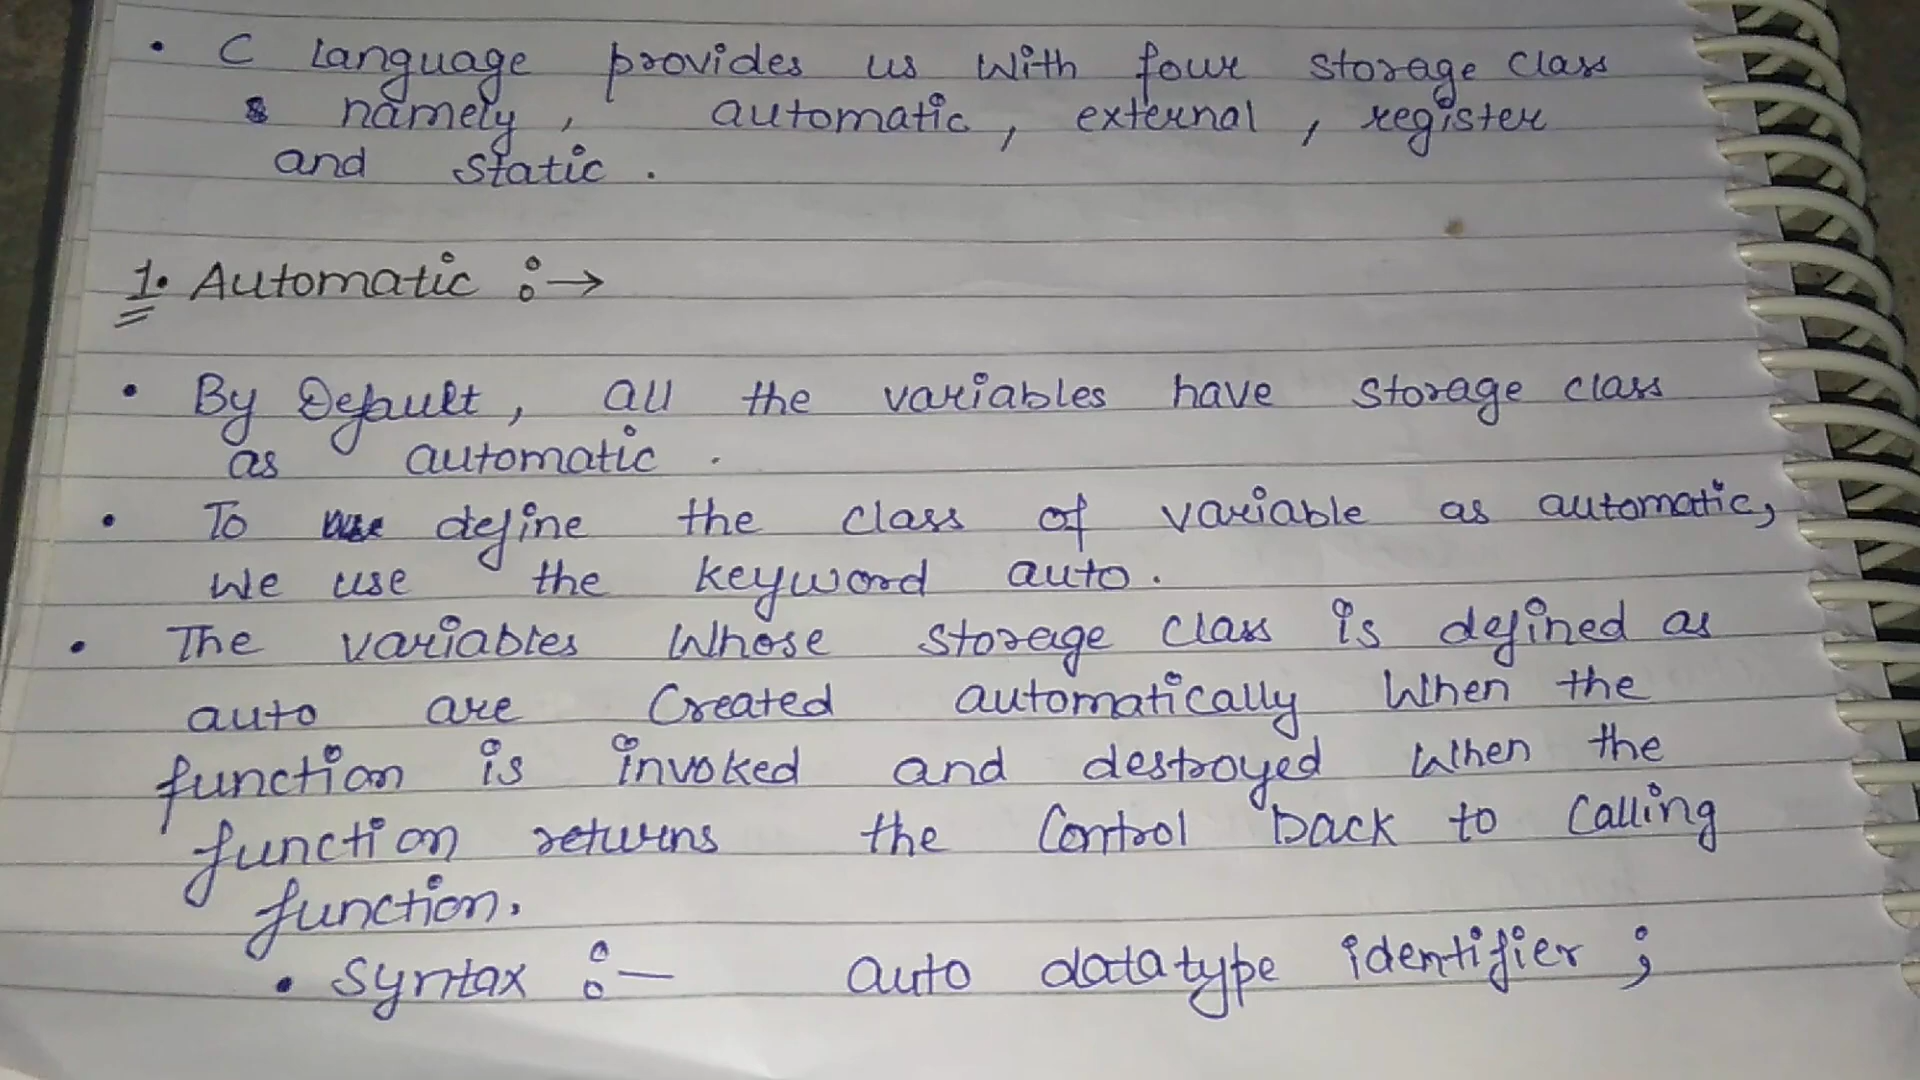 • C language provides us with four storage class
s namely, automatic, external, register
and static.
1. Automatic :→
• By Default, all the variables have storage class
as automatic.
• To define the class of variable as automatic,
we use the keyword auto.
• The variables whose storage class is defined as
auto are created automatically when the
function is invoked and destroyed when the
function returns the control back to calling
function.
• Syntax :— auto datatype identifier ;